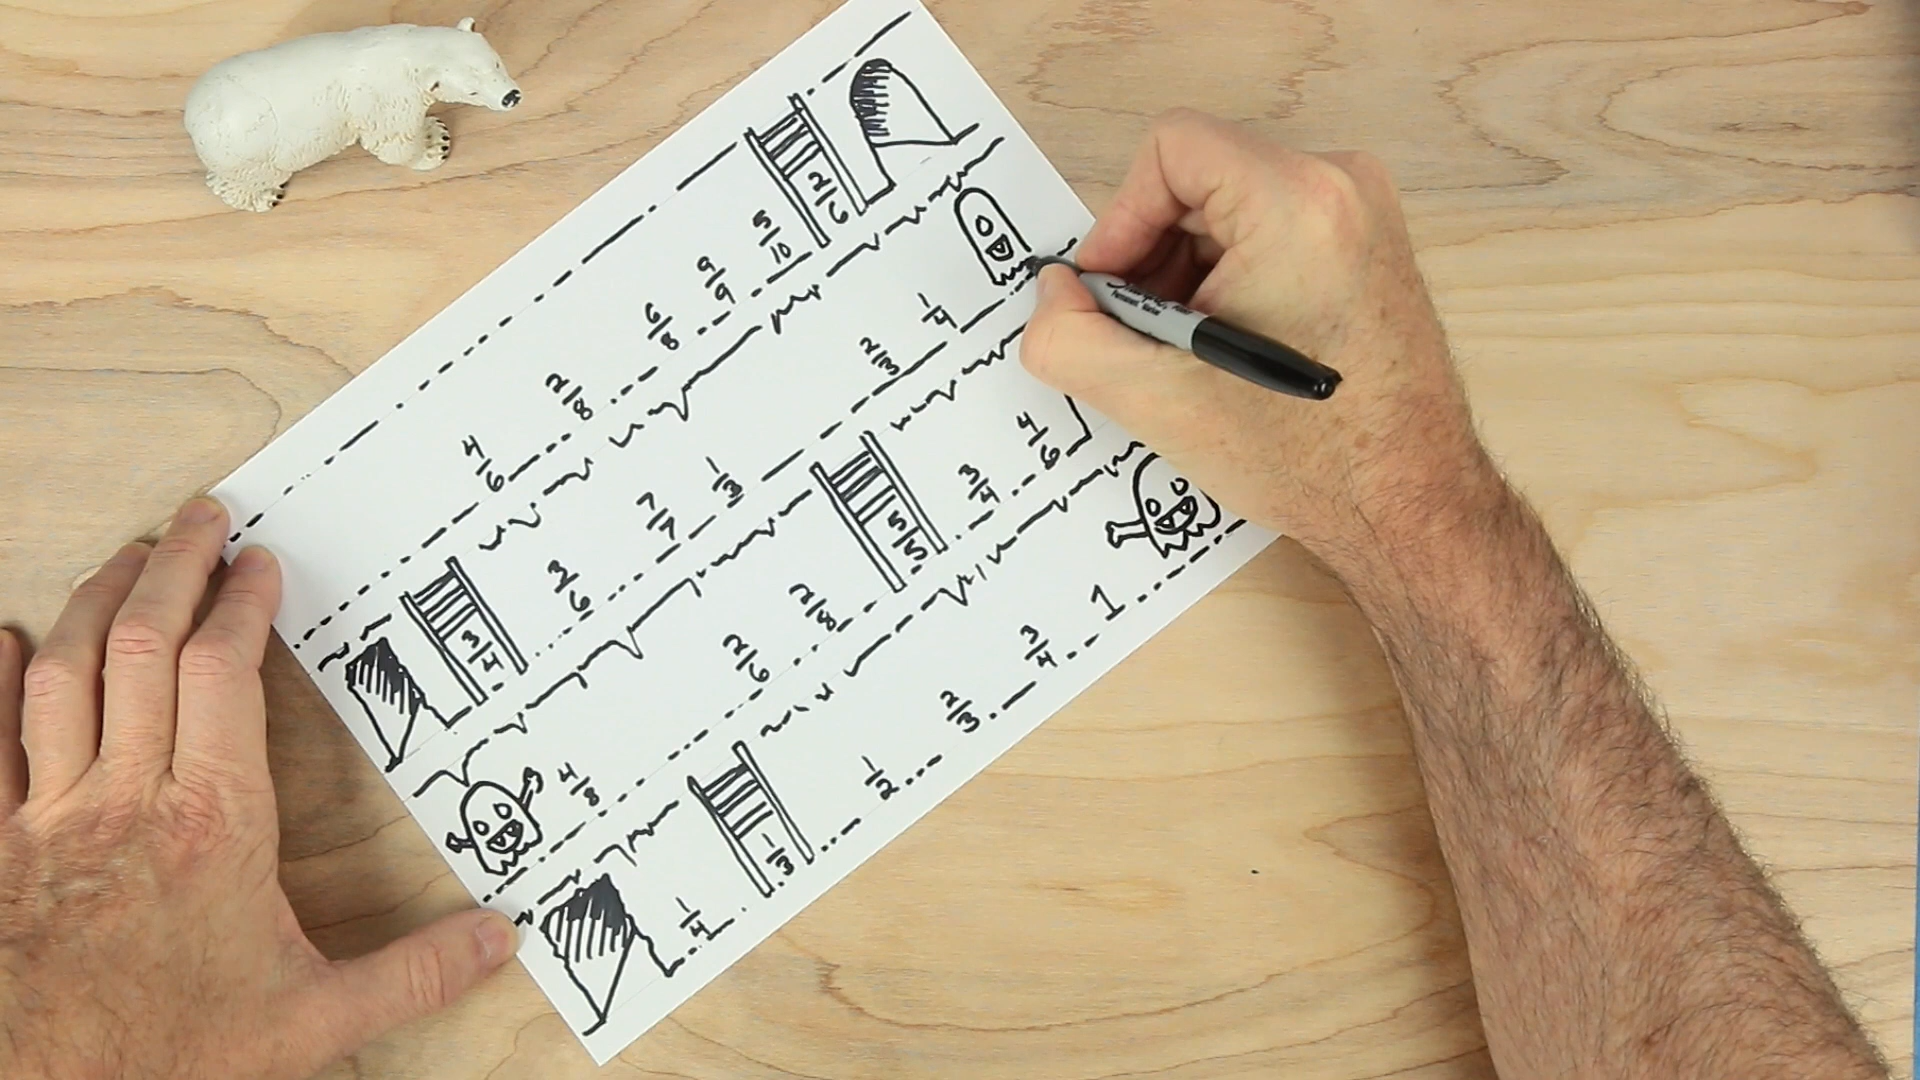 4/6 2/8 6/8 9/9 5/10 2/6
3/4 3/6 7/7 1/3 2/3 1/4
4/8 2/6 2/8 5/5 3/4 4/6
1/4 1/3 1/2 2/3 3/4 1
Permanent Marker